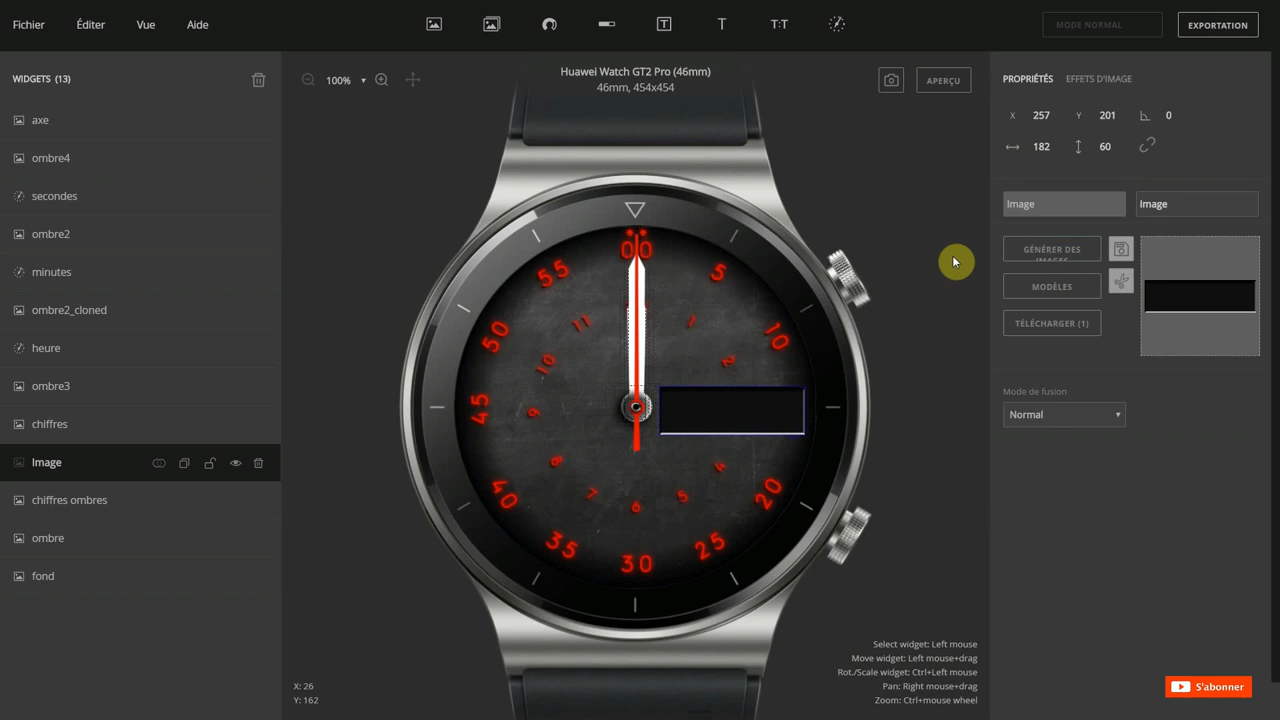 Fichier Éditer Vue Aide
T T T:T
MODE NORMAL EXPORTATION
WIDGETS (13)
100%
Huawei Watch GT2 Pro (46mm)
46mm, 454x454
APERÇU
PROPRIÉTÉS EFFETS D'IMAGE
X 257 Y 201 0
182 60
axe
ombre4
secondes
ombre2
minutes
ombre2_cloned
heure
ombre3
chiffres
Image
chiffres ombres
ombre
fond
00
5
10
20
25
30
35
40
45
50
55
1
2
4
5
6
7
8
9
10
11
Image Image
GÉNÉRER DES
IMAGES
MODÈLES
TÉLÉCHARGER (1)
Mode de fusion
Normal
Select widget: Left mouse
Move widget: Left mouse+drag
Rot./Scale widget: Ctrl+Left mouse
Pan: Right mouse+drag
Zoom: Ctrl+mouse wheel
X: 26
Y: 162
S'abonner